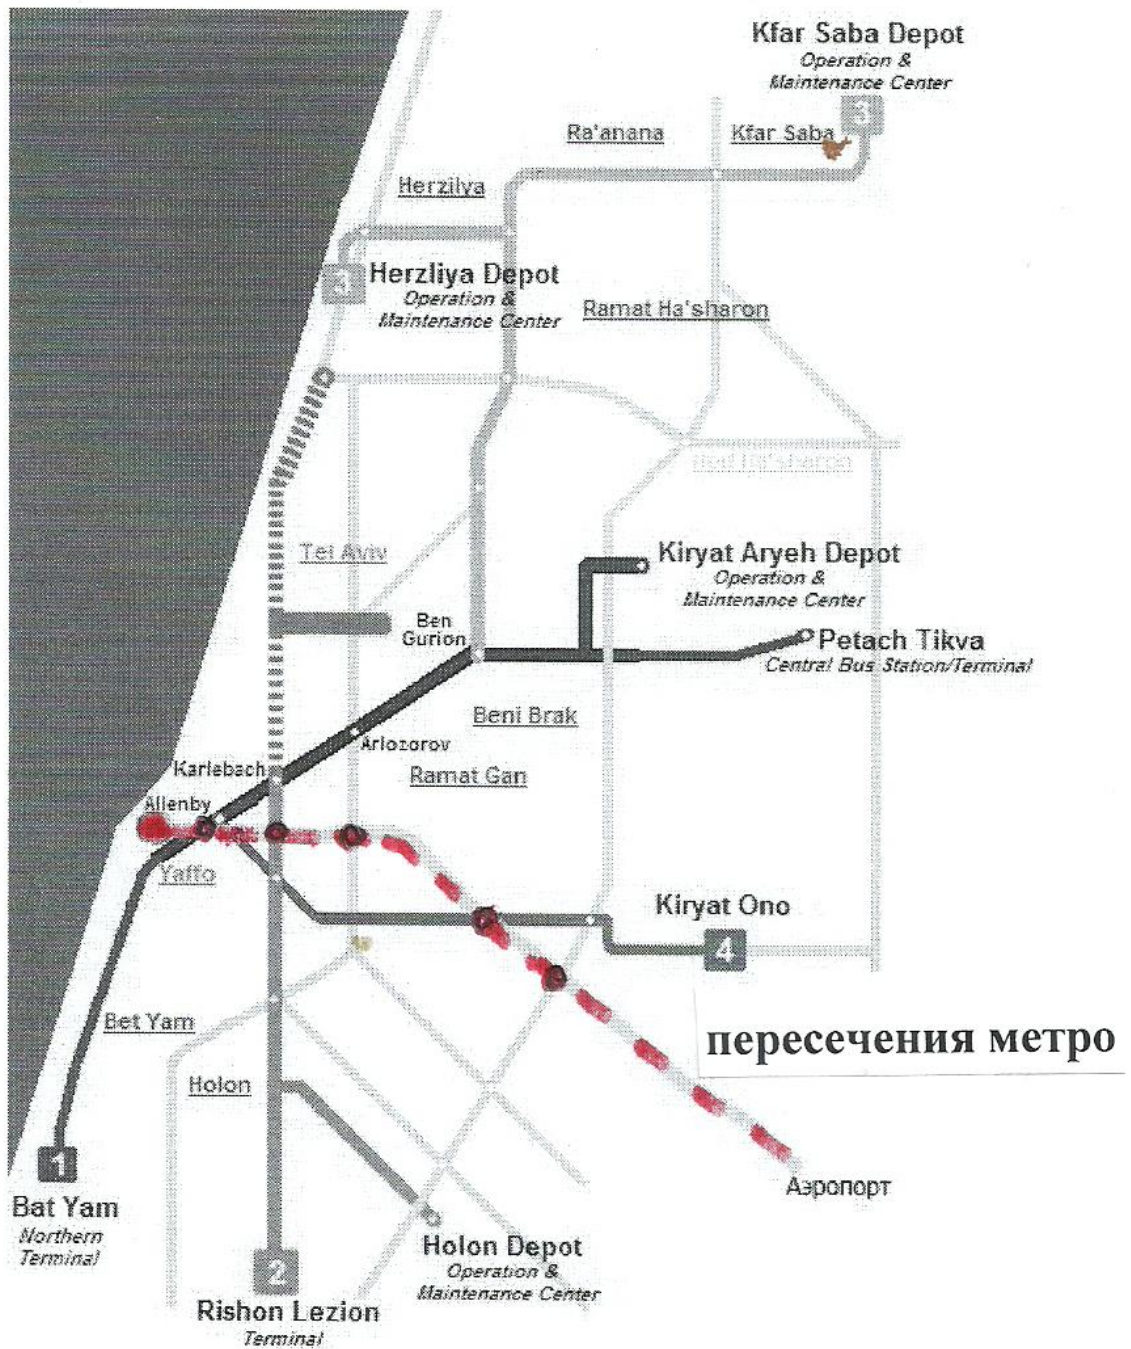 Kfar Saba Depot
Operation &
Maintenance Center
3
Ra'anana
Kfar Saba
Herzilya
3
Herzliya Depot
Operation &
Maintenance Center
Ramat Ha'sharon
Tel Aviv
Kiryat Aryeh Depot
Operation &
Maintenance Center
Ben
Gurion
Petach Tikva
Central Bus Station/Terminal
Beni Brak
Arlozorov
Karlebach
Ramat Gan
Allenby
Yaffo
Kiryat Ono
4
Bet Yam
пересечения метро
Holon
1
Аэропорт
Bat Yam
Northern
Terminal
Holon Depot
Operation &
Maintenance Center
2
Rishon Lezion
Terminal